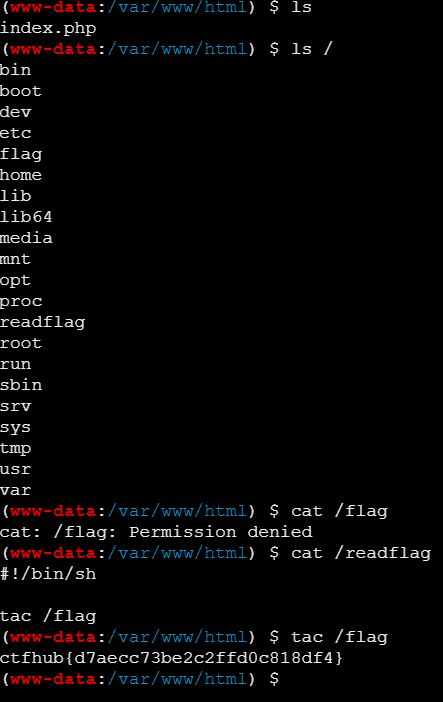 (www-data:/var/www/html) $ ls
index.php
(www-data:/var/www/html) $ ls /
bin
boot
dev
etc
flag
home
lib
lib64
media
mnt
opt
proc
readflag
root
run
sbin
srv
sys
tmp
usr
var
(www-data:/var/www/html) $ cat /flag
cat: /flag: Permission denied
(www-data:/var/www/html) $ cat /readflag
#!/bin/sh
tac /flag
(www-data:/var/www/html) $ tac /flag
ctfhub{d7aecc73be2c2ffd0c818df4}
(www-data:/var/www/html) $